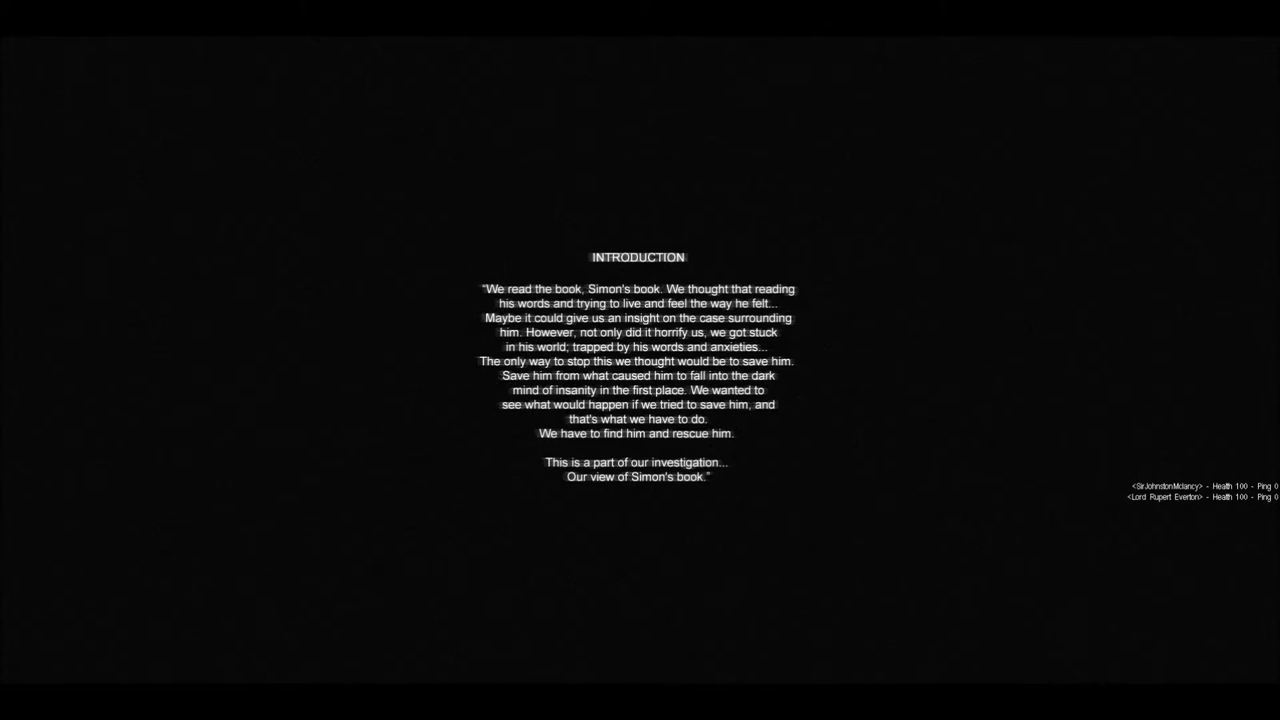 INTRODUCTION
"We read the book, Simon's book. We thought that reading
his words and trying to live and feel the way he felt...
Maybe it could give us an insight on the case surrounding
him. However, not only did it horrify us, we got stuck
in his world; trapped by his words and anxieties...
The only way to stop this we thought would be to save him.
Save him from what caused him to fall into the dark
mind of insanity in the first place. We wanted to
see what would happen if we tried to save him, and
that's what we have to do.
We have to find him and rescue him.
This is a part of our investigation...
Our view of Simon's book."
<SirJohnstonMclancy> - Health 100 - Ping 0
<Lord Rupert Everton> - Health 100 - Ping 0